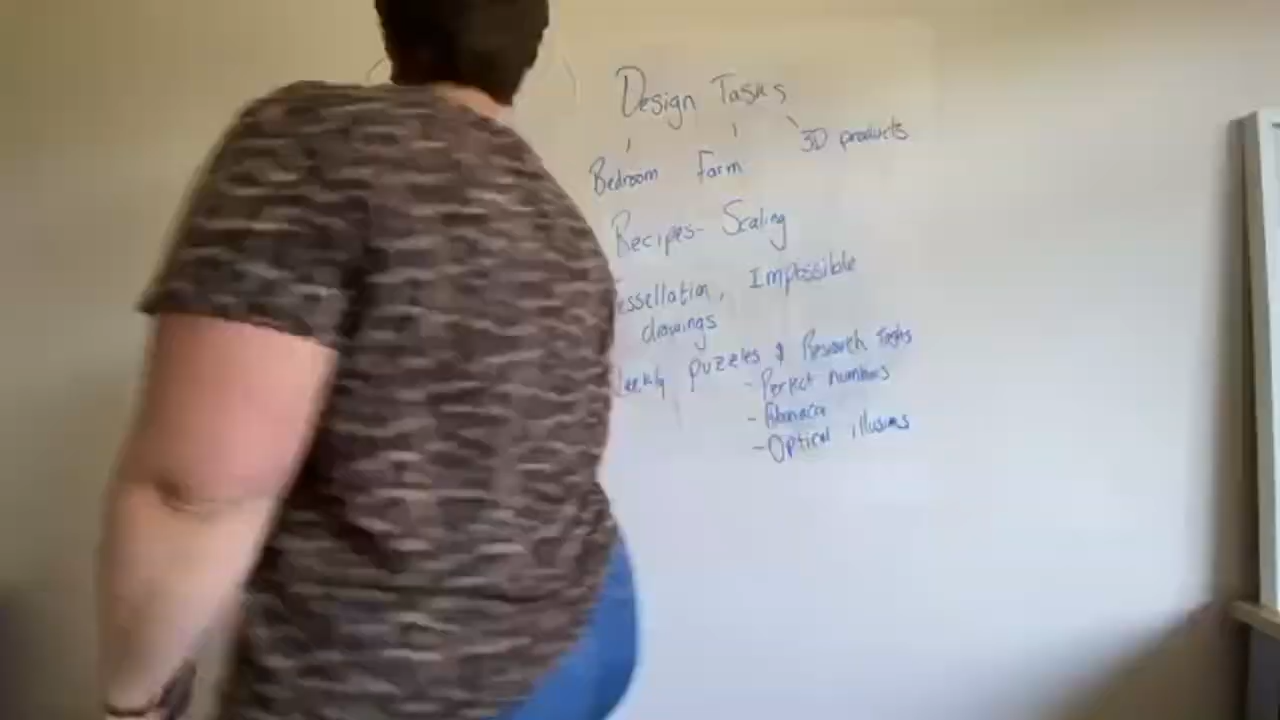 Design Tasks
Bedroom Farm 3D products
Recipes- Scaling
essellation, Impossible
drawings
eekly puzzles & Research Tasks
- Perfect numbers
- Fibonacci
- Optical illusions